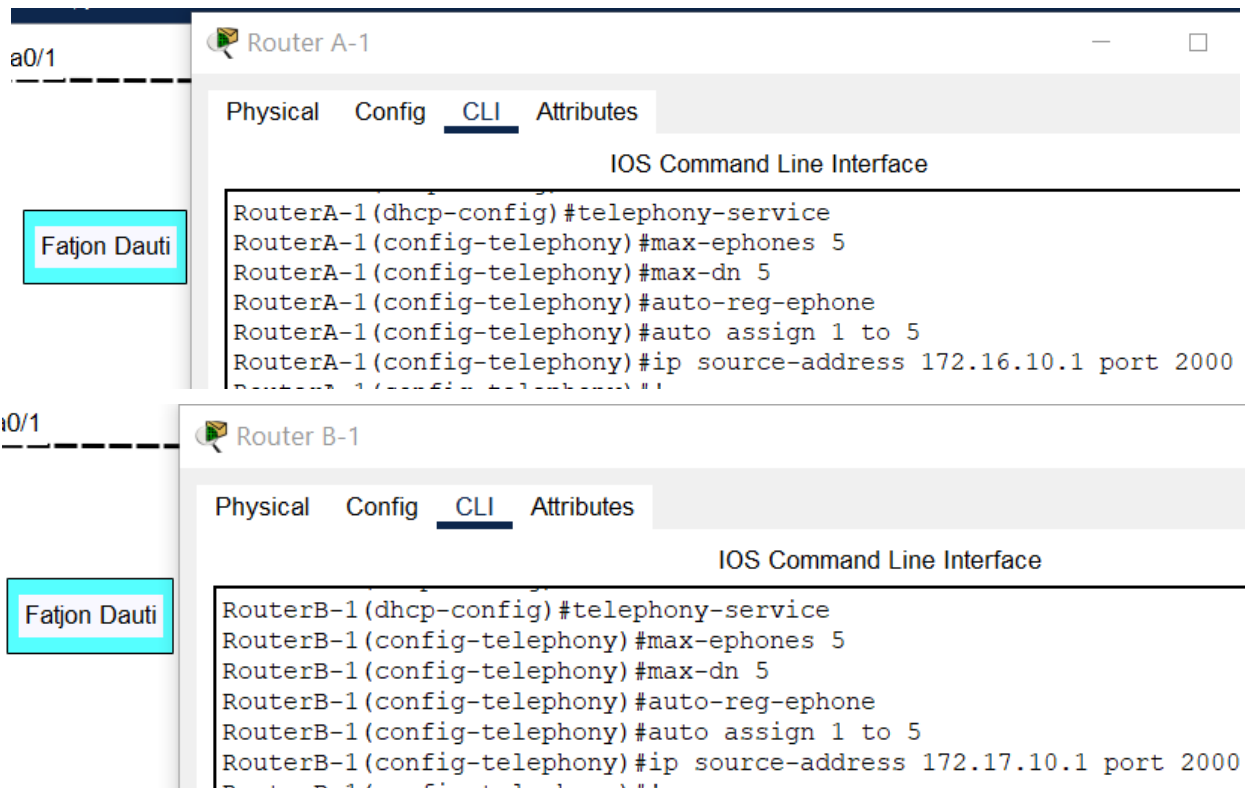 a0/1
Router A-1
Physical Config CLI Attributes
IOS Command Line Interface
Fatjon Dauti
RouterA-1(dhcp-config)#telephony-service
RouterA-1(config-telephony)#max-ephones 5
RouterA-1(config-telephony)#max-dn 5
RouterA-1(config-telephony)#auto-reg-ephone
RouterA-1(config-telephony)#auto assign 1 to 5
RouterA-1(config-telephony)#ip source-address 172.16.10.1 port 2000
a0/1
Router B-1
Physical Config CLI Attributes
IOS Command Line Interface
Fatjon Dauti
RouterB-1(dhcp-config)#telephony-service
RouterB-1(config-telephony)#max-ephones 5
RouterB-1(config-telephony)#max-dn 5
RouterB-1(config-telephony)#auto-reg-ephone
RouterB-1(config-telephony)#auto assign 1 to 5
RouterB-1(config-telephony)#ip source-address 172.17.10.1 port 2000